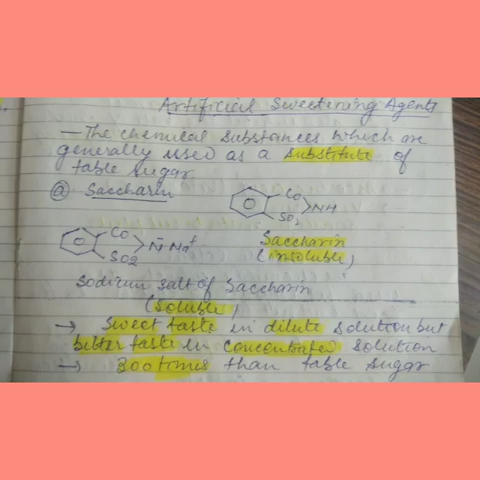 Artificial Sweetening Agents
— The chemical substances which are
generally used as a substitute of
table sugar
@ Saccharin
CO
NH
SO2
Saccharin
(insoluble)
CO
N̄ Na+
SO2
Sodium salt of Saccharin
(Soluble)
→ Sweet taste in dilute solution but
bitter taste in concentrated solution
→ 300 times than table sugar